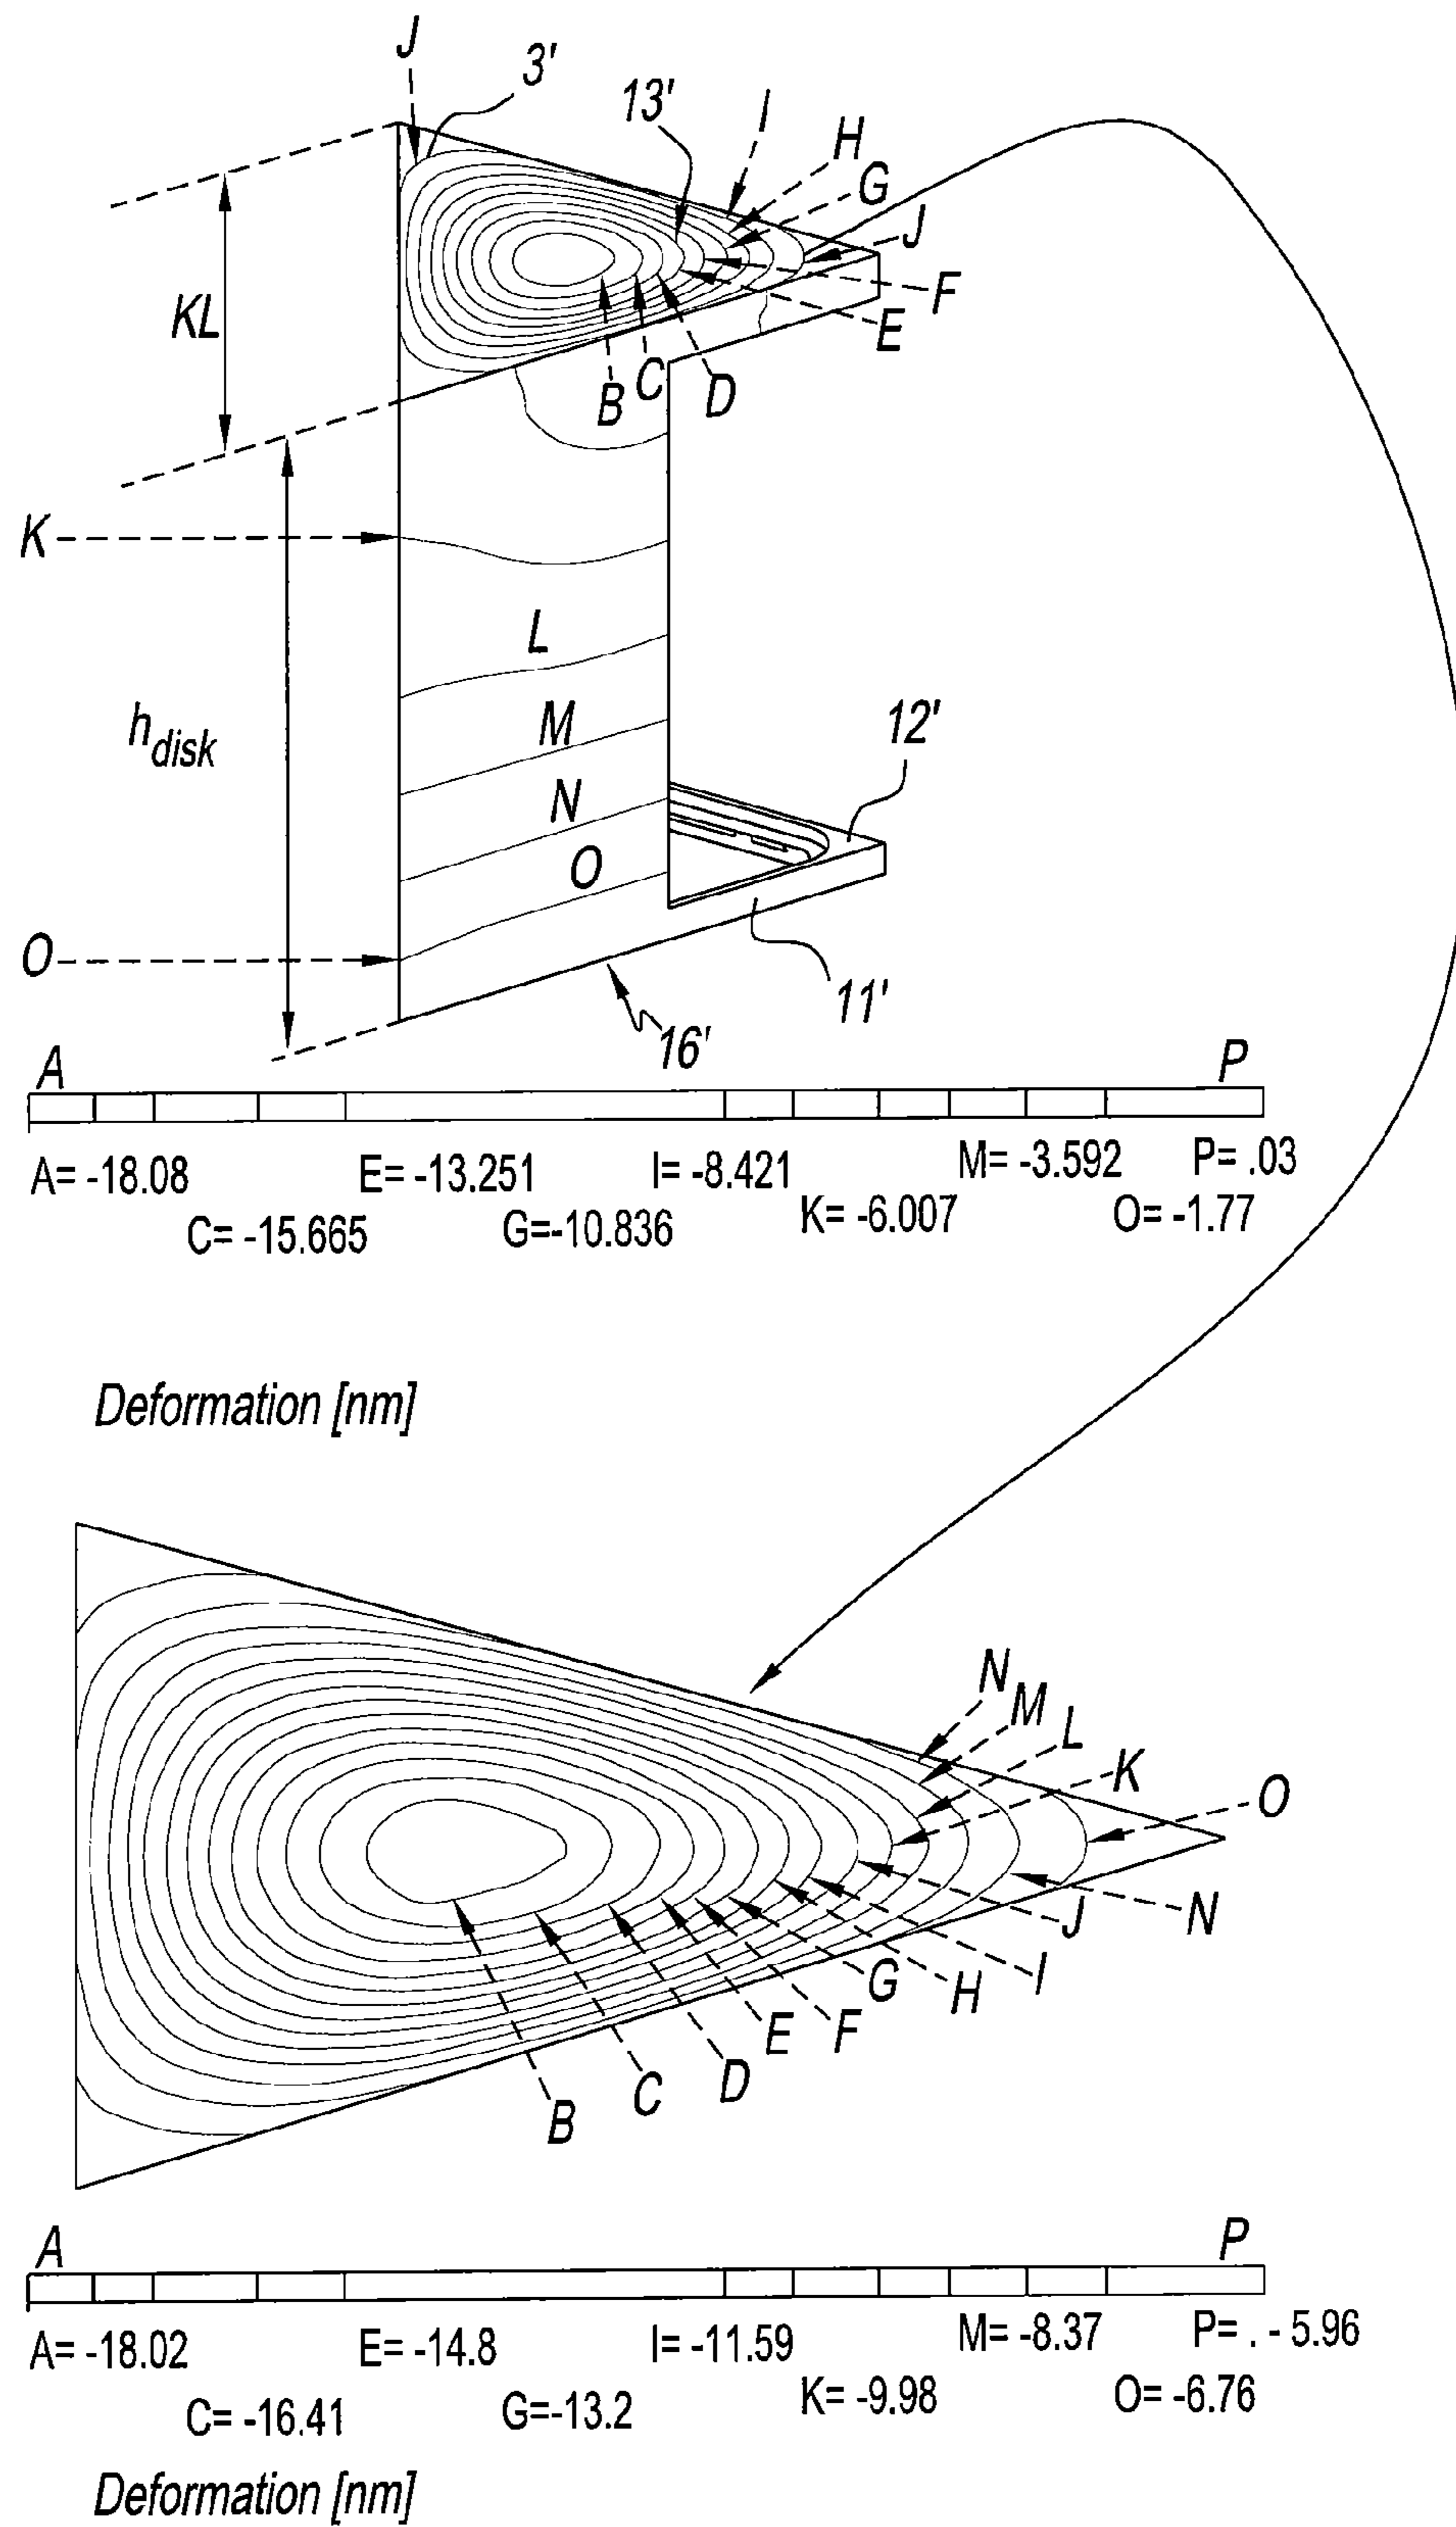 J
3'
13'
I
H
G
J
F
E
KL
B
C
D
K
L
h disk
M
12'
N
O
O
11'
16'
A
P
A= -18.08
E= -13.251
I= -8.421
M= -3.592
P= .03
C= -15.665
G=-10.836
K= -6.007
O= -1.77
Deformation [nm]
N
M
L
K
O
N
J
I
H
G
F
E
D
C
B
A
P
A= -18.02
E= -14.8
I= -11.59
M= -8.37
P= . - 5.96
C= -16.41
G=-13.2
K= -9.98
O= -6.76
Deformation [nm]